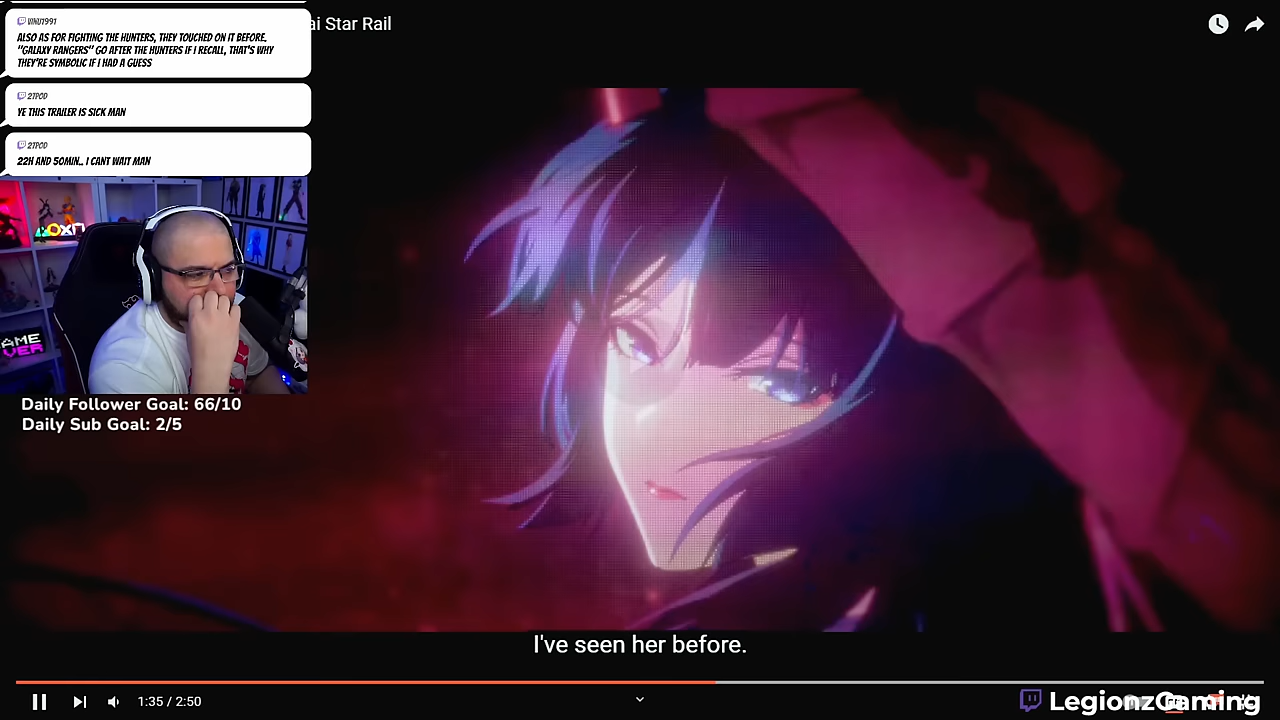 VINU1991
ALSO AS FOR FIGHTING THE HUNTERS, THEY TOUCHED ON IT BEFORE.
"GALAXY RANGERS" GO AFTER THE HUNTERS IF I RECALL, THAT'S WHY
THEY'RE SYMBOLIC IF I HAD A GUESS
2TPOD
YE THIS TRAILER IS SICK MAN
2TPOD
22H AND 50MIN.. I CANT WAIT MAN
ai Star Rail
Daily Follower Goal: 66/10
Daily Sub Goal: 2/5
I've seen her before.
1:35 / 2:50
LegionzGaming